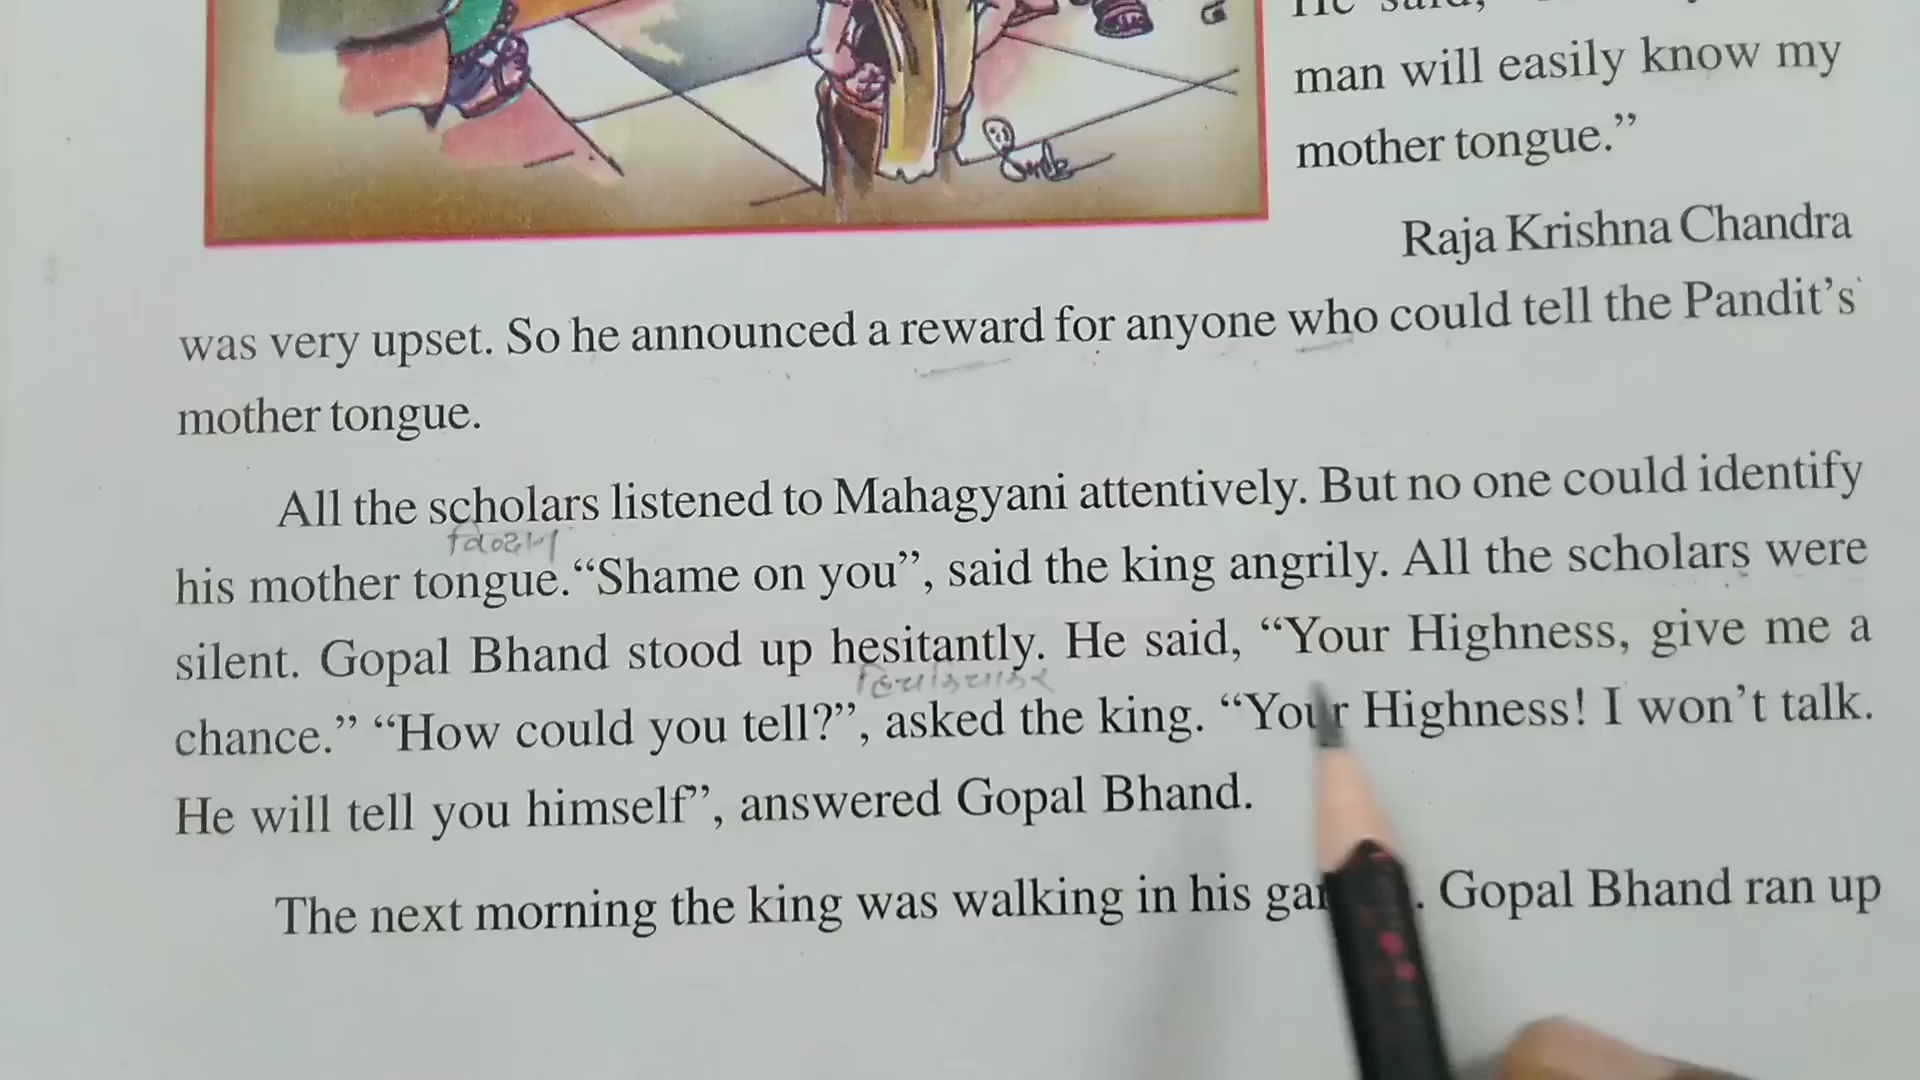 man will easily know my
mother tongue.”
Raja Krishna Chandra
was very upset. So he announced a reward for anyone who could tell the Pandit’s
mother tongue.
All the scholars listened to Mahagyani attentively. But no one could identify
his mother tongue.“Shame on you”, said the king angrily. All the scholars were
silent. Gopal Bhand stood up hesitantly. He said, “Your Highness, give me a
chance.” “How could you tell?”, asked the king. “Your Highness! I won’t talk.
He will tell you himself”, answered Gopal Bhand.
The next morning the king was walking in his Gopal Bhand ran up